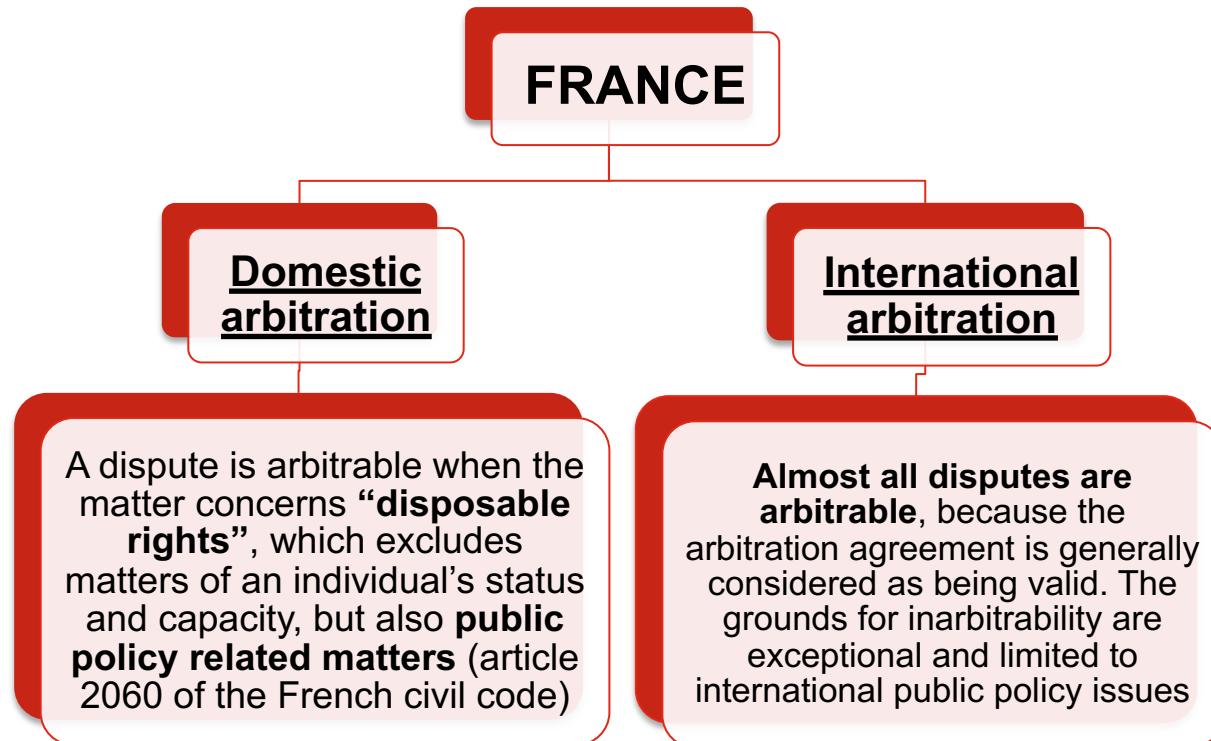 FRANCE
Domestic
arbitration
International
arbitration
A dispute is arbitrable when the
matter concerns “disposable
rights”, which excludes
matters of an individual’s status
and capacity, but also public
policy related matters (article
2060 of the French civil code)
Almost all disputes are
arbitrable, because the
arbitration agreement is generally
considered as being valid. The
grounds for inarbitrability are
exceptional and limited to
international public policy issues